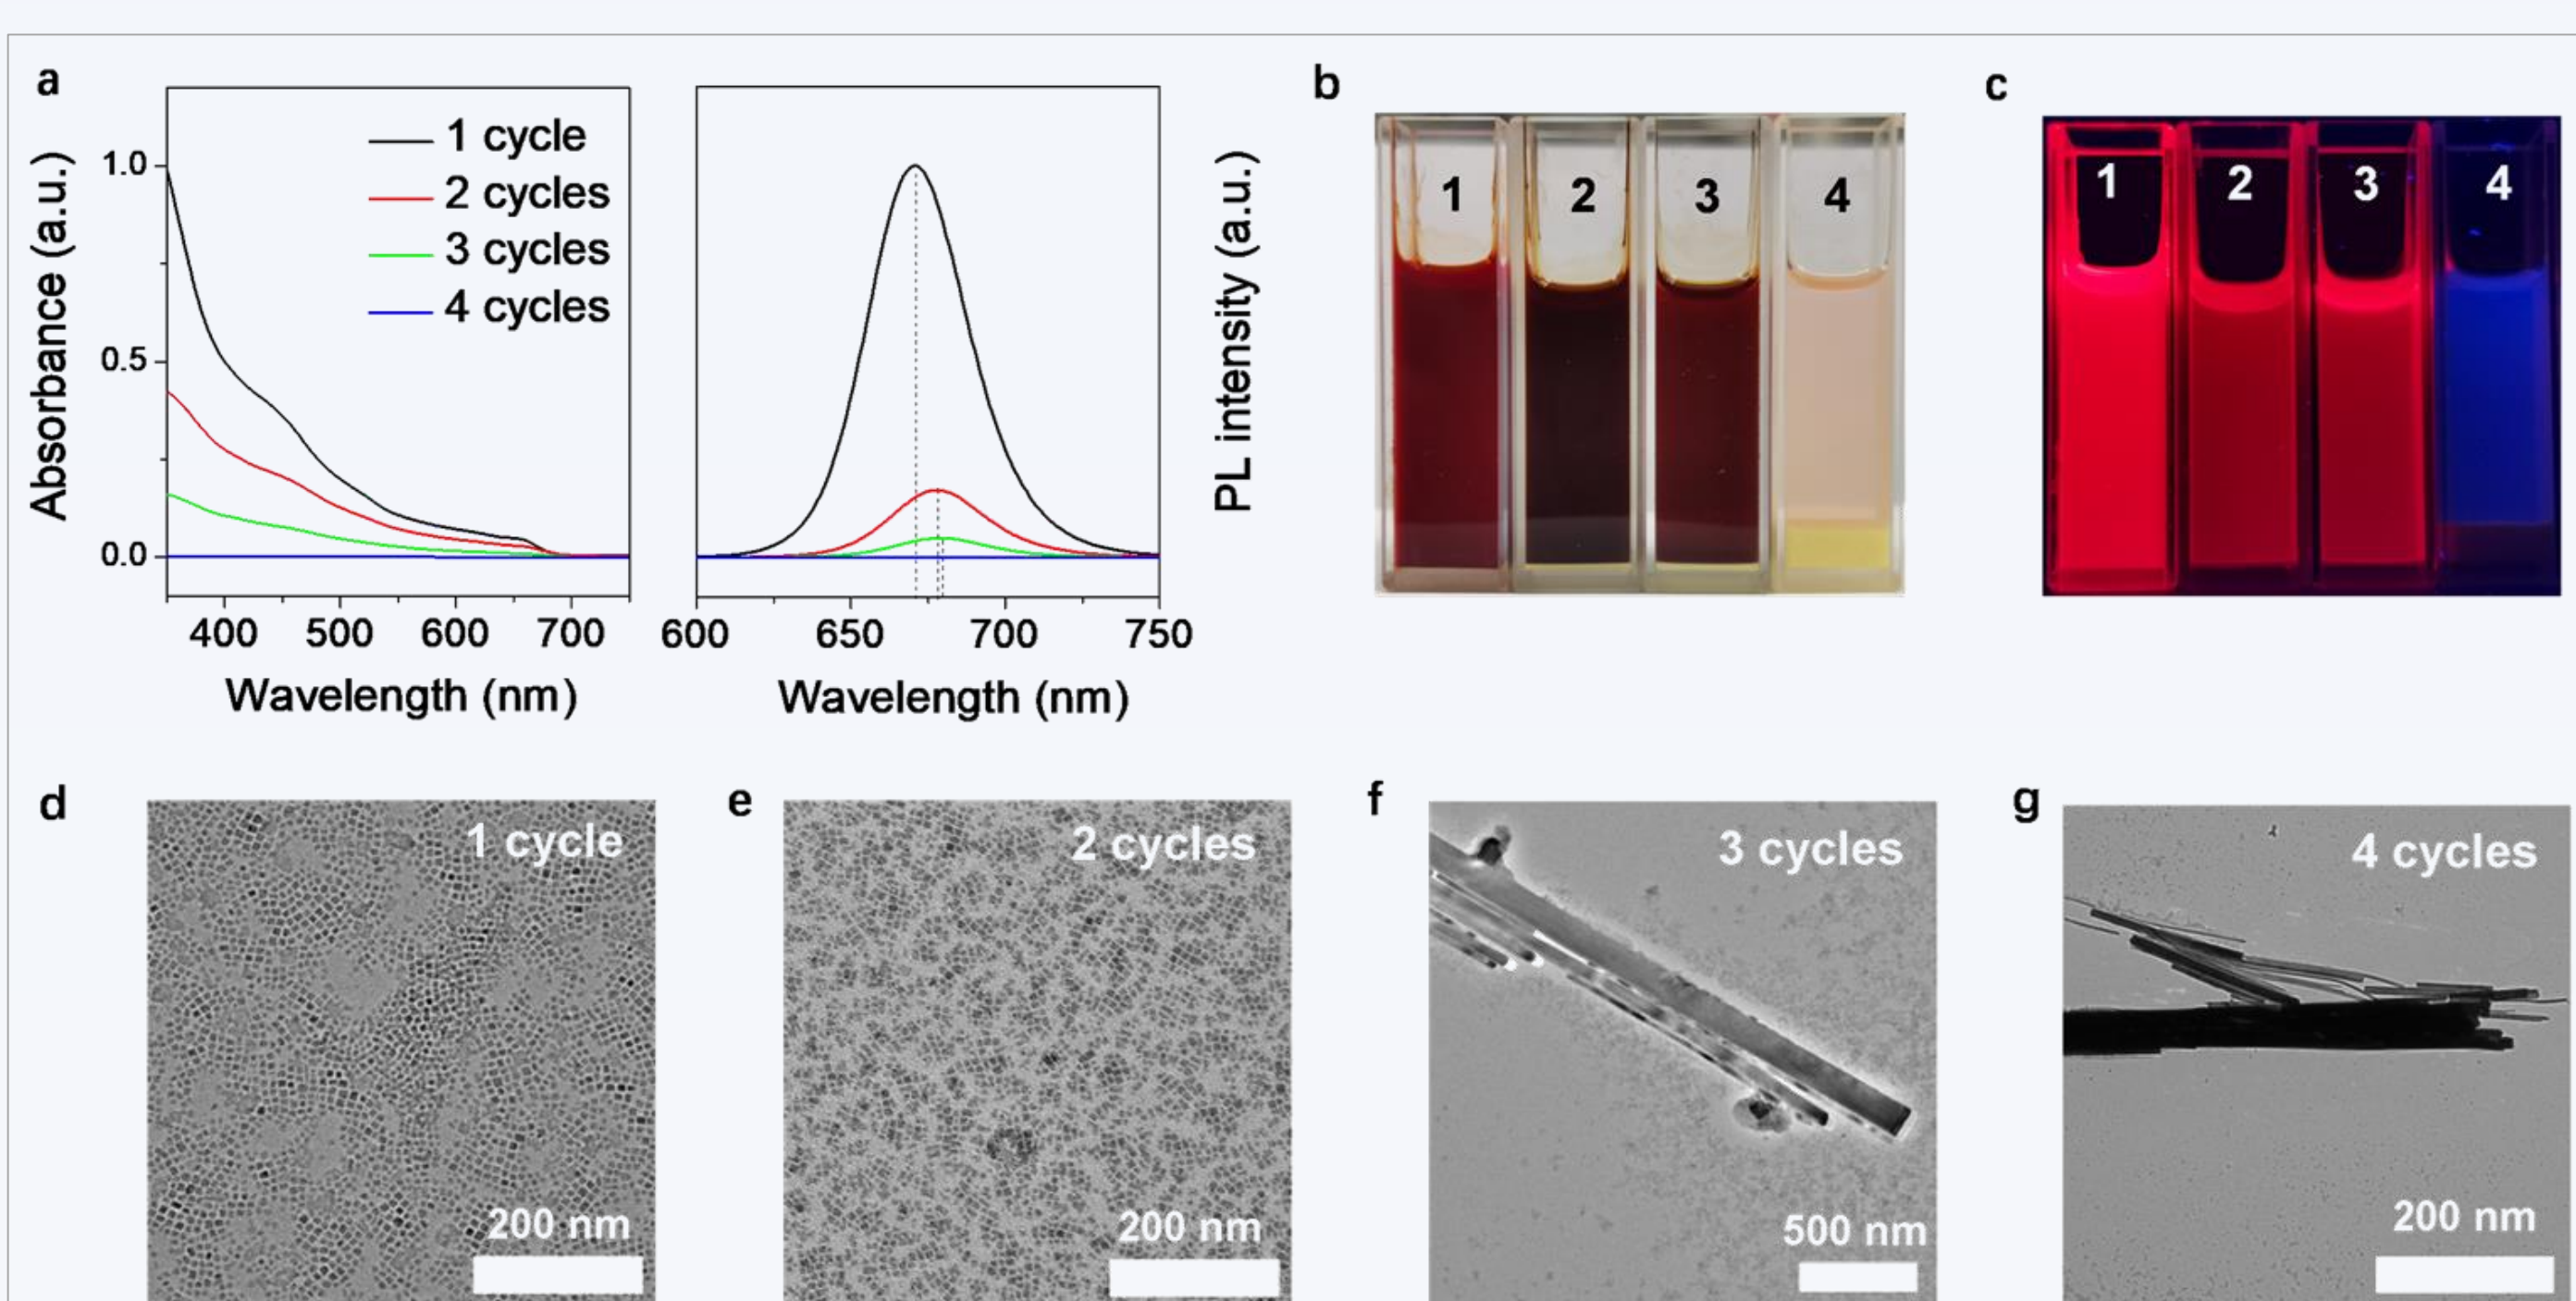 a
Absorbance (a.u.)
1.0
0.5
0.0
1 cycle
2 cycles
3 cycles
4 cycles
400 500 600 700
Wavelength (nm)
600 650 700 750
Wavelength (nm)
PL intensity (a.u.)
b
1 2 3 4
c
1 2 3 4
d
1 cycle
200 nm
e
2 cycles
200 nm
f
3 cycles
500 nm
g
4 cycles
200 nm